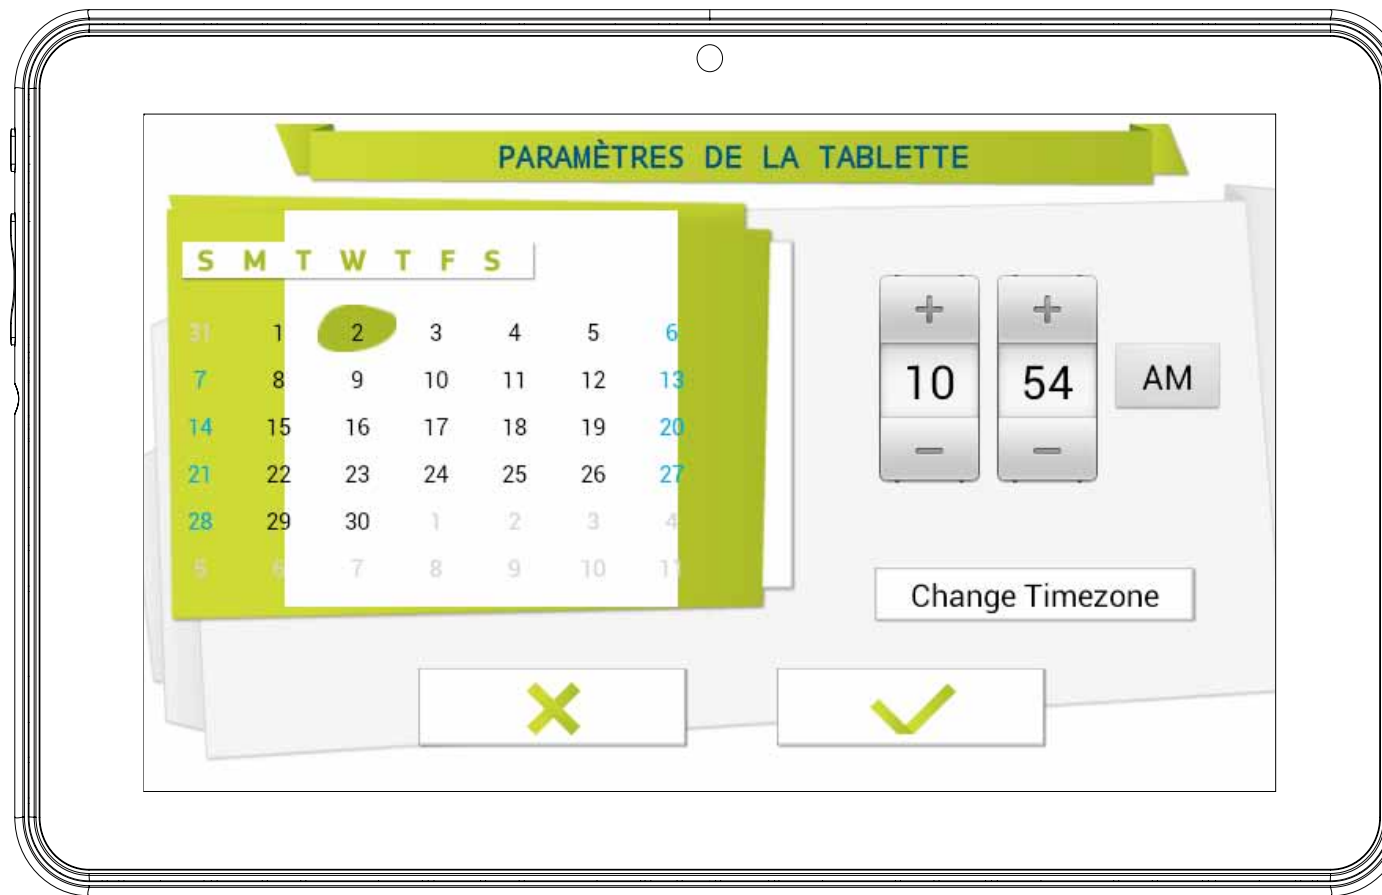 PARAMÈTRES DE LA TABLETTE
S M T W T F S
31 1 2 3 4 5 6
7 8 9 10 11 12 13
14 15 16 17 18 19 20
21 22 23 24 25 26 27
28 29 30 1 2 3 4
5 6 7 8 9 10 11
+ +
10 54 AM
— —
Change Timezone